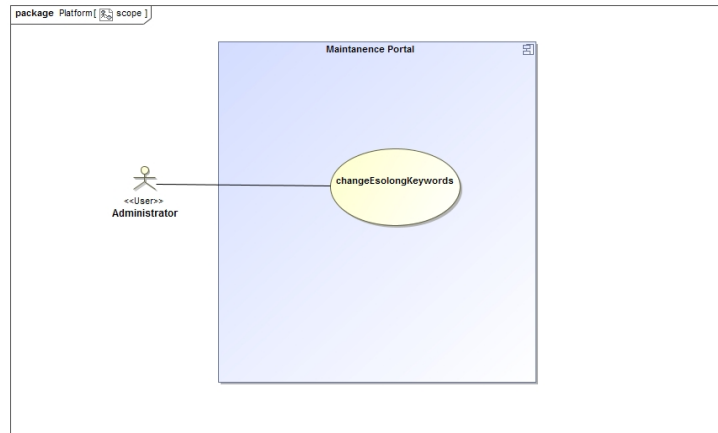 package Platform[ scope ]
Maintanence Portal
changeEsolongKeywords
<<User>>
Administrator